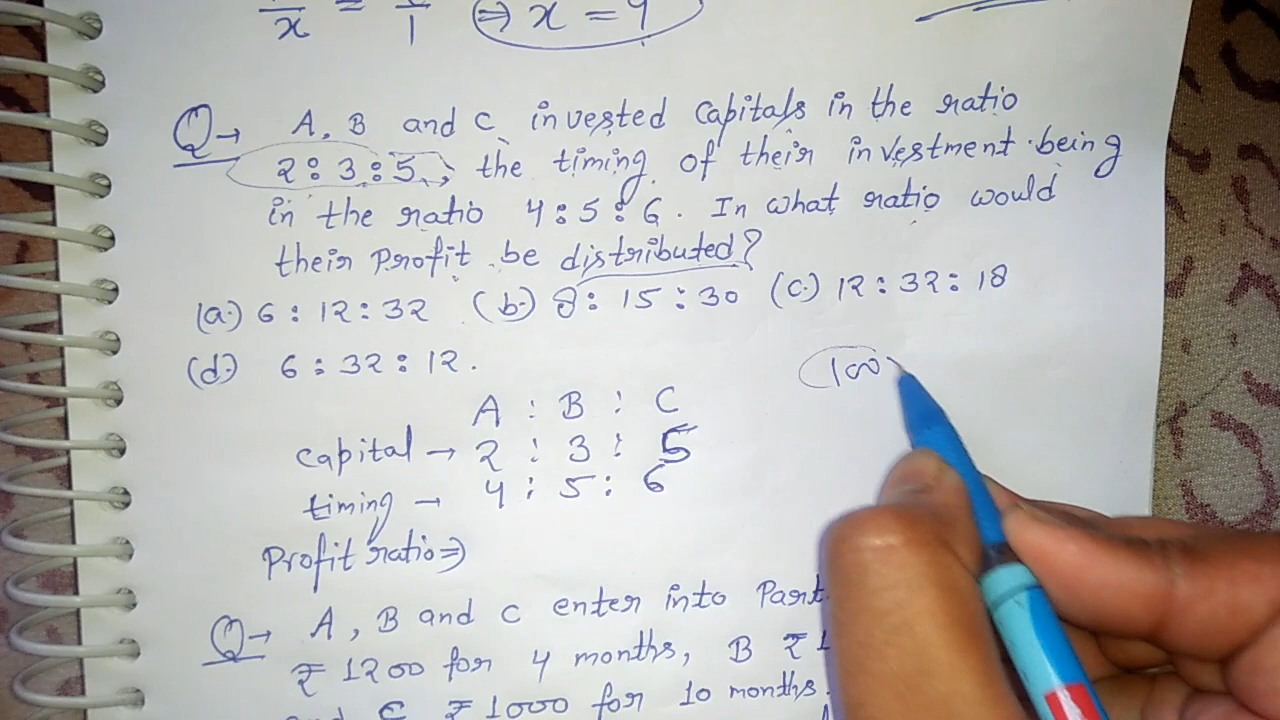 x = 1 ⇒ x = 9
Q→ A, B and C invested Capitals in the ratio
2:3:5, the timing of their investment being
in the ratio 4:5:6. In what ratio would
their Profit be distributed?
(a.) 6:12:32 (b.) 8:15:30 (c.) 12:32:18
(d.) 6:32:12.
100
A : B : C
Capital → 2 : 3 : 5
timing → 4 : 5 : 6
Profit ratio ⇒
Q→ A, B and C enter into
₹ 1200 for 4 months, B ₹
and C ₹ 1000 for 10 months